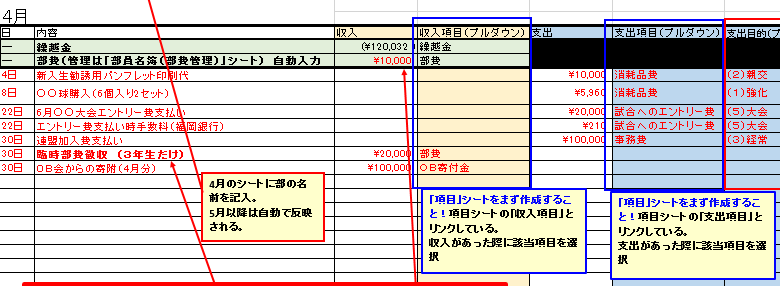 4月
日 内容 収入 収入項目(プルダウン) 支出 支出項目(プルダウン) 支出目的(プ
― 繰越金 (¥120,032 繰越金
― 部費(管理は「部員名簿(部費管理)」シート) 自動入力 ¥10,000 部費
4日 新入生勧誘用パンフレット印刷代 ¥10,000 消耗品費 (2)親交
8日 〇〇球購入(6個入り2セット) ¥5,960 消耗品費 (1)強化
22日 6月〇〇大会エントリー費支払い ¥20,000 試合へのエントリー費 (5)大会
22日 エントリー費支払い時手数料(福岡銀行) ¥210 試合へのエントリー費 (5)大会
30日 連盟加入費支払い ¥100,000 事務費 (3)経常
30日 臨時部費徴収 (3年生だけ) ¥20,000 部費
30日 OB会からの寄附(4月分) ¥100,000 OB寄付金
4月のシートに部の名
前を記入。
5月以降は自動で反映
される。
「項目」シートをまず作成するこ
と!項目シートの「収入項目」と
リンクしている。
収入があった際に該当項目を選
択
「項目」シートをまず作成するこ
と!項目シートの「支出項目」と
リンクしている。
支出があった際に該当項目を選
択